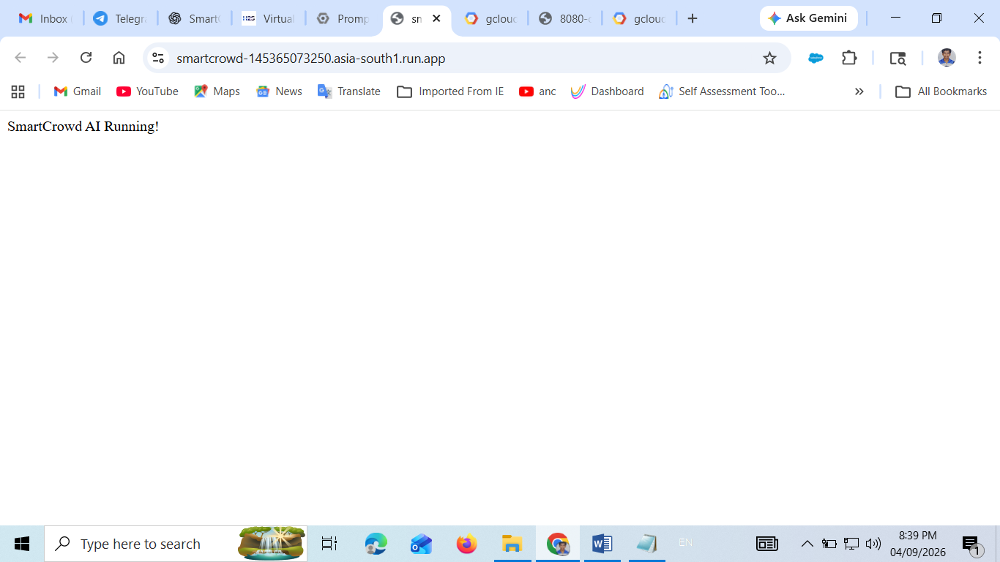 Inbox
Telegra
SmartC
H2S Virtual
Promp
sn
gcloud
8080-c
gcloud
Ask Gemini
smartcrowd-145365073250.asia-south1.run.app
Gmail YouTube Maps News Translate Imported From IE anc Dashboard Self Assessment Too... » All Bookmarks
SmartCrowd AI Running!
Type here to search
EN
8:39 PM
04/09/2026
1